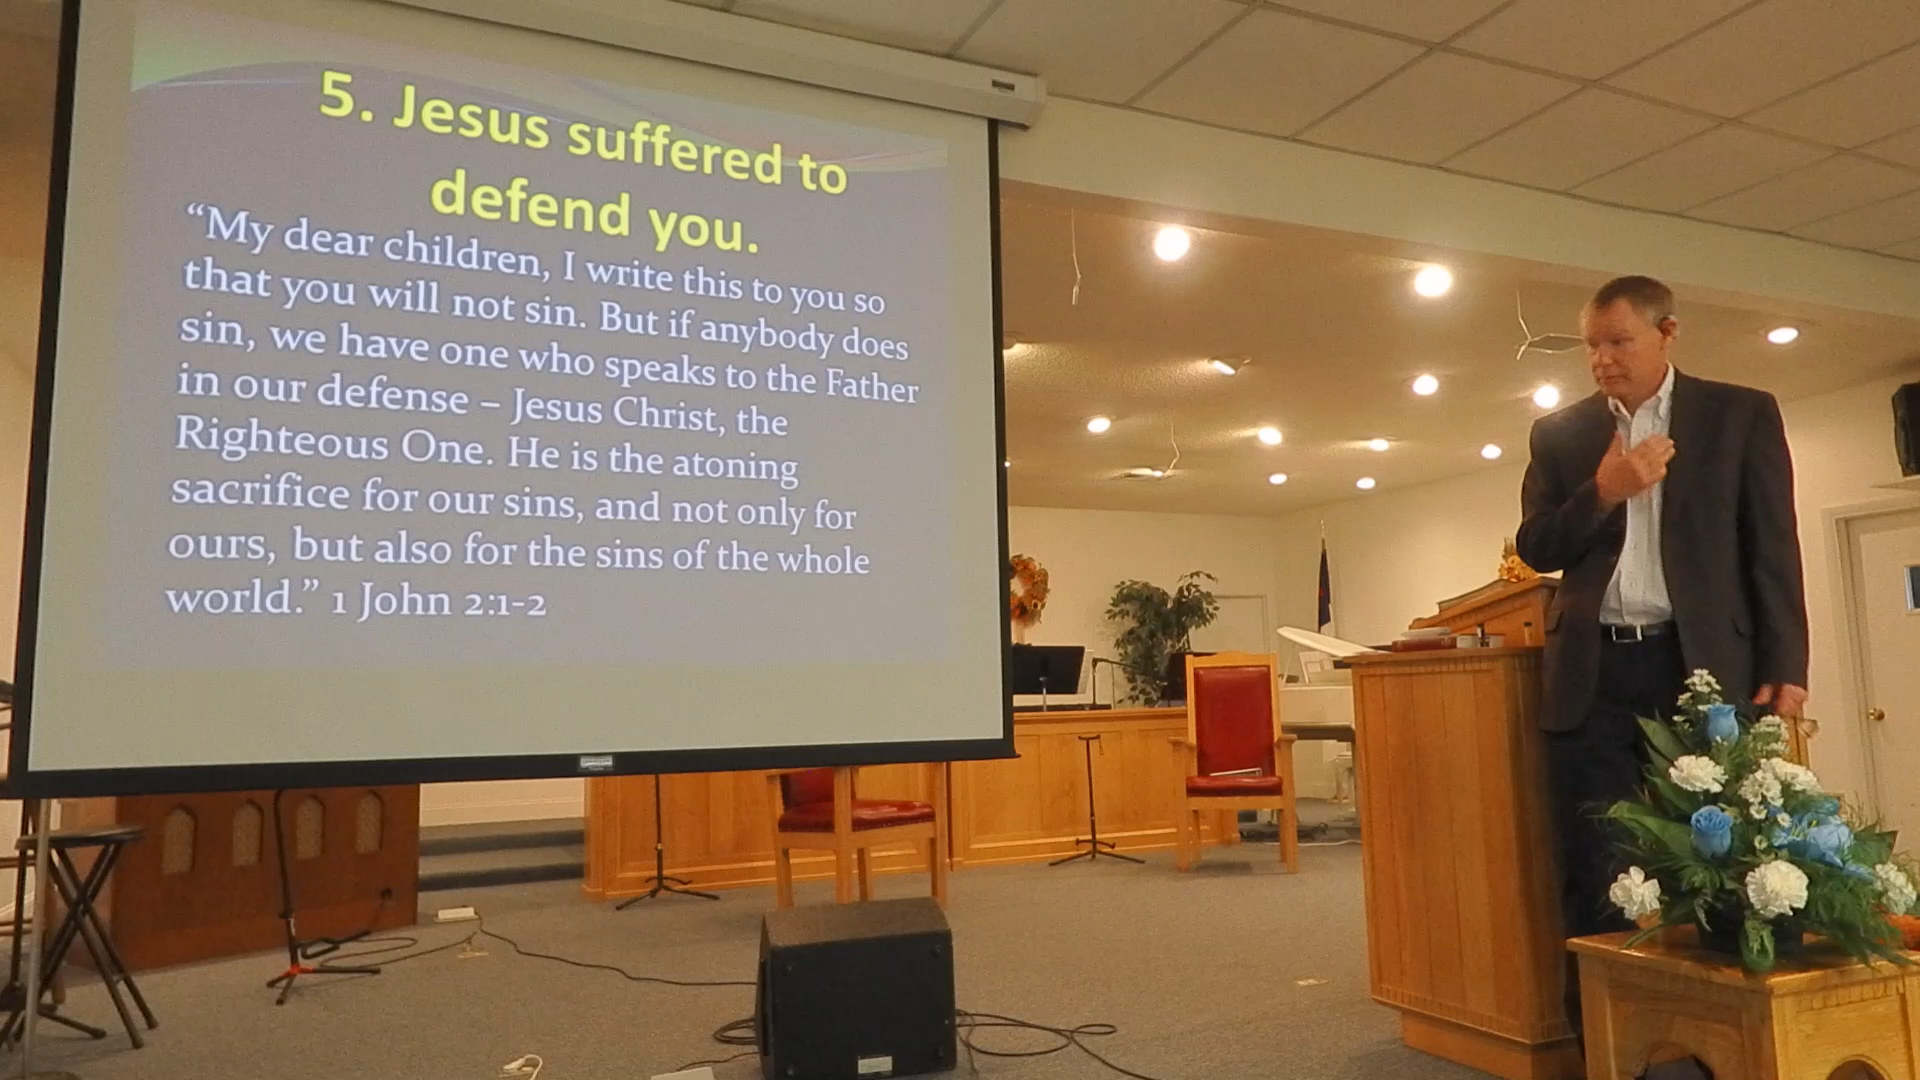 5. Jesus suffered to
defend you.
“My dear children, I write this to you so
that you will not sin. But if anybody does
sin, we have one who speaks to the Father
in our defense – Jesus Christ, the
Righteous One. He is the atoning
sacrifice for our sins, and not only for
ours, but also for the sins of the whole
world.” 1 John 2:1-2